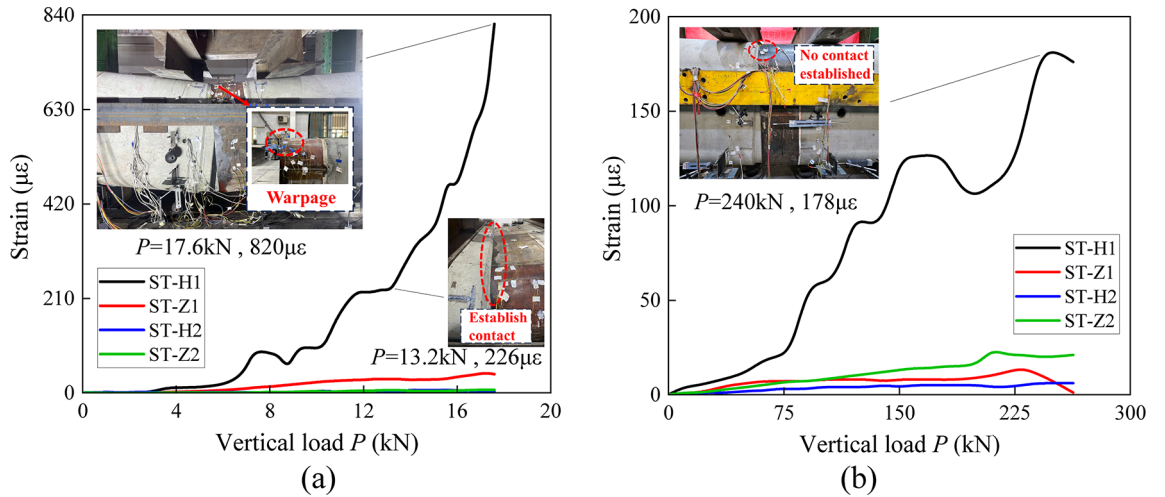 840
630
420
210
0
Strain (με)
Warpage
P=17.6kN , 820με
ST-H1
ST-Z1
ST-H2
ST-Z2
Establish
contact
P=13.2kN , 226με
0
4
8
12
16
20
Vertical load P (kN)
(a)
200
150
100
50
0
Strain (με)
No contact
established
P=240kN , 178με
ST-H1
ST-Z1
ST-H2
ST-Z2
0
75
150
225
300
Vertical load P (kN)
(b)